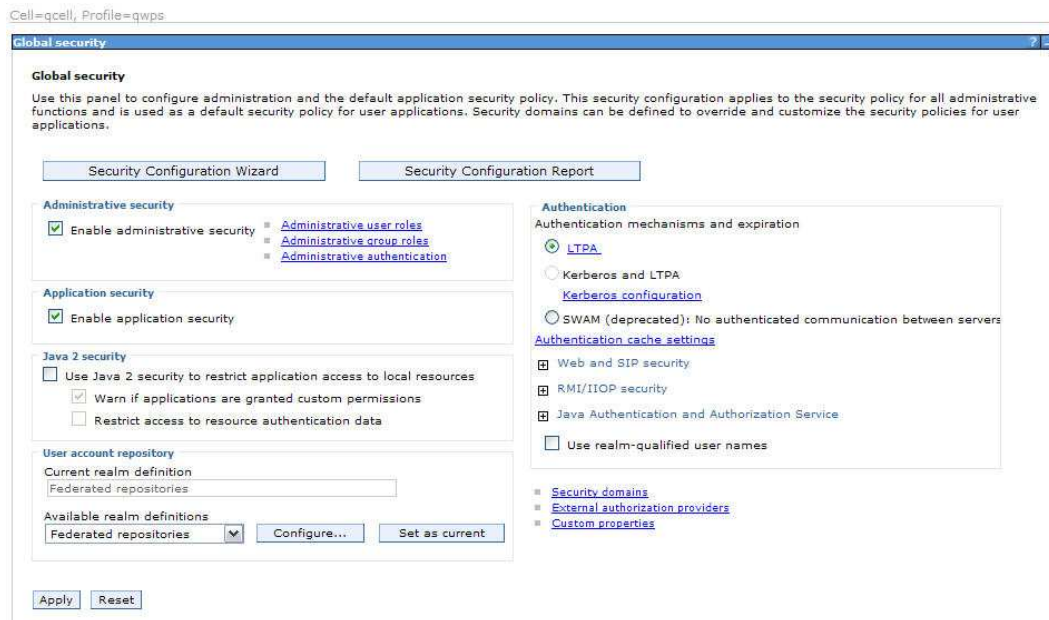 Cell=qcell, Profile=qwps
Global security
?
Global security
Use this panel to configure administration and the default application security policy. This security configuration applies to the security policy for all administrative
functions and is used as a default security policy for user applications. Security domains can be defined to override and customize the security policies for user
applications.
Security Configuration Wizard
Security Configuration Report
Administrative security
Enable administrative security
Administrative user roles
Administrative group roles
Administrative authentication
Application security
Enable application security
Java 2 security
Use Java 2 security to restrict application access to local resources
Warn if applications are granted custom permissions
Restrict access to resource authentication data
User account repository
Current realm definition
Federated repositories
Available realm definitions
Federated repositories
Configure...
Set as current
Authentication
Authentication mechanisms and expiration
LTPA
Kerberos and LTPA
Kerberos configuration
SWAM (deprecated): No authenticated communication between servers
Authentication cache settings
Web and SIP security
RMI/IIOP security
Java Authentication and Authorization Service
Use realm-qualified user names
Security domains
External authorization providers
Custom properties
Apply
Reset